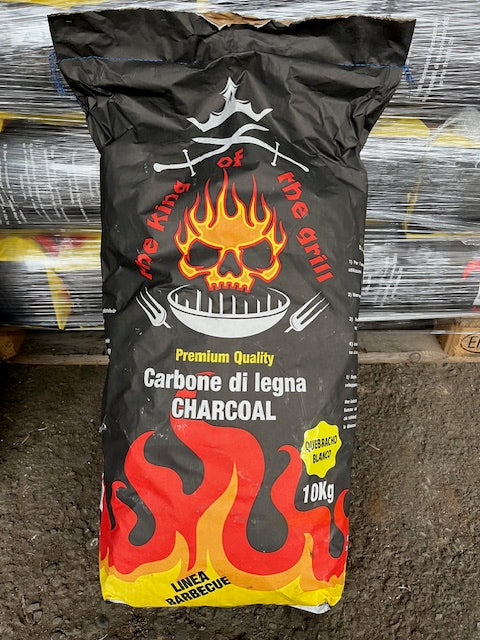 the king of the grill
Premium Quality
Carbone di legna
CHARCOAL
QUEBRACHO
BLANCO
10Kg
LINEA
BARBECUE